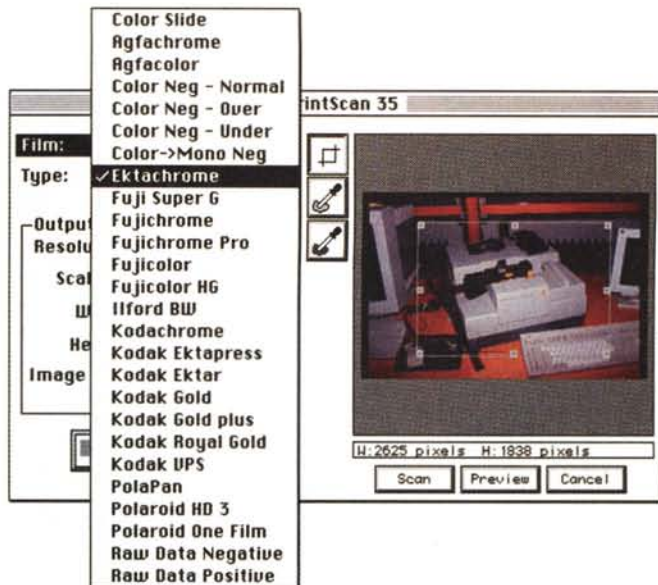 Color Slide
Agfachrome
Agfacolor
Color Neg - Normal
Color Neg - Over
Color Neg - Under
Color->Mono Neg
✓Ektachrome
Fuji Super G
Fujichrome
Fujichrome Pro
Fujicolor
Fujicolor HG
Ilford BW
Kodachrome
Kodak Ektapress
Kodak Ektar
Kodak Gold
Kodak Gold plus
Kodak Royal Gold
Kodak VPS
PolaPan
Polaroid HD 3
Polaroid One Film
Raw Data Negative
Raw Data Positive
intScan 35
Film:
Type:
Output
Resolu
Scal
W
He
Image
W:2625 pixels H:1838 pixels
Scan Preview Cancel